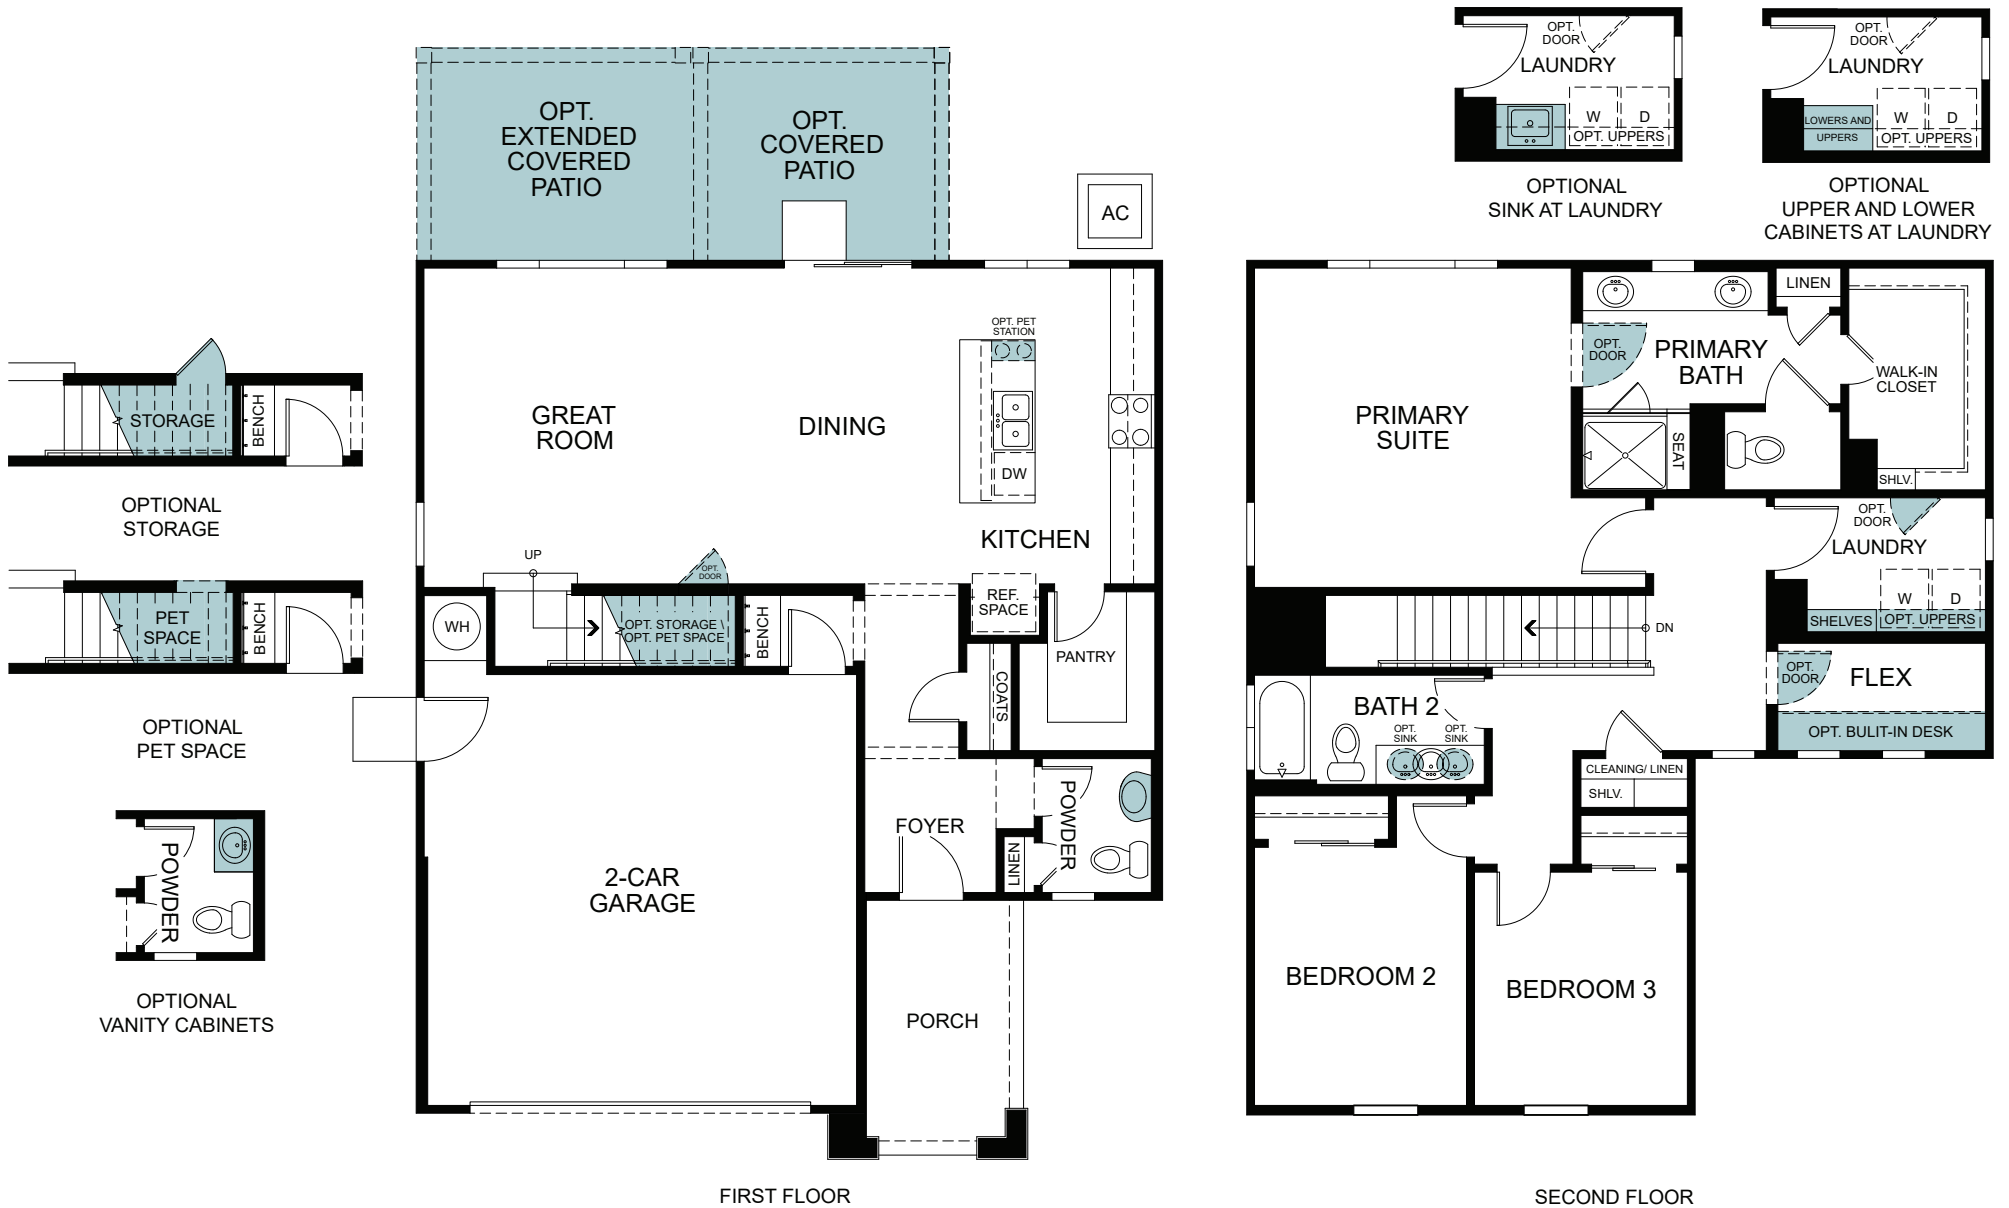 OPT.
EXTENDED
COVERED
PATIO
OPT.
COVERED
PATIO
AC
OPT. PET
STATION
GREAT
ROOM
DINING
DW
KITCHEN
UP
OPT.
DOOR
WH
OPT. STORAGE \
OPT. PET SPACE
BENCH
REF.
SPACE
PANTRY
COATS
FOYER
POWDER
LINEN
2-CAR
GARAGE
PORCH
FIRST FLOOR
STORAGE
BENCH
OPTIONAL
STORAGE
PET
SPACE
BENCH
OPTIONAL
PET SPACE
POWDER
OPTIONAL
VANITY CABINETS
OPT.
DOOR
LAUNDRY
W
D
OPT. UPPERS
OPTIONAL
SINK AT LAUNDRY
OPT.
DOOR
LAUNDRY
LOWERS AND
UPPERS
W
D
OPT. UPPERS
OPTIONAL
UPPER AND LOWER
CABINETS AT LAUNDRY
PRIMARY
SUITE
OPT.
DOOR
PRIMARY
BATH
LINEN
WALK-IN
CLOSET
SEAT
SHLV.
OPT.
DOOR
LAUNDRY
W
D
SHELVES
OPT. UPPERS
DN
OPT.
DOOR
FLEX
OPT. BULIT-IN DESK
BATH 2
OPT.
SINK
OPT.
SINK
CLEANING/ LINEN
SHLV.
BEDROOM 2
BEDROOM 3
SECOND FLOOR